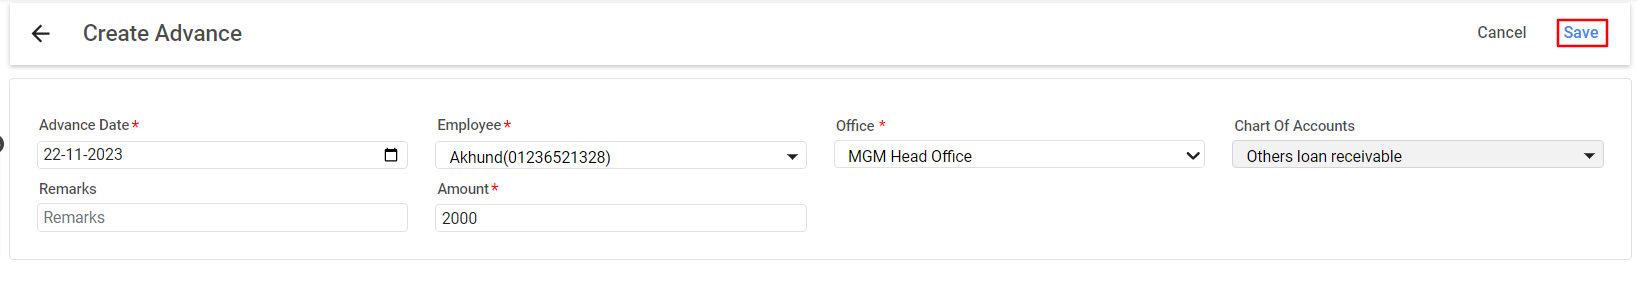 Create Advance
Cancel
Save
Advance Date*
Employee*
Office *
Chart Of Accounts
22-11-2023
Akhund(01236521328)
MGM Head Office
Others loan receivable
Remarks
Amount*
Remarks
2000